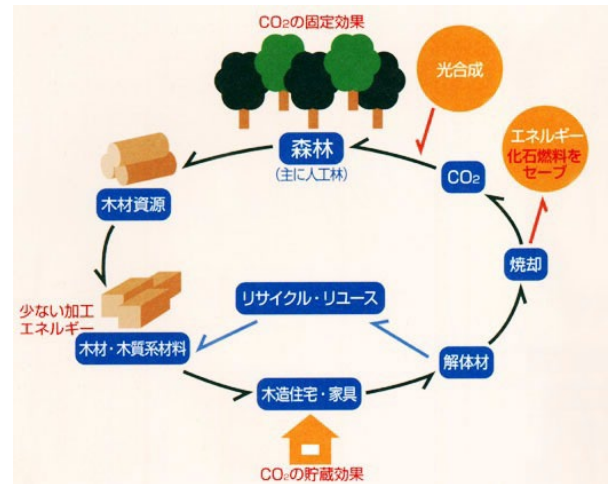 CO₂の固定効果
光合成
エネルギー
化石燃料を
セーブ
森林
(主に人工林)
CO₂
木材資源
焼却
リサイクル・リユース
少ない加工
エネルギー
木材・木質系材料
解体材
木造住宅・家具
CO₂の貯蔵効果